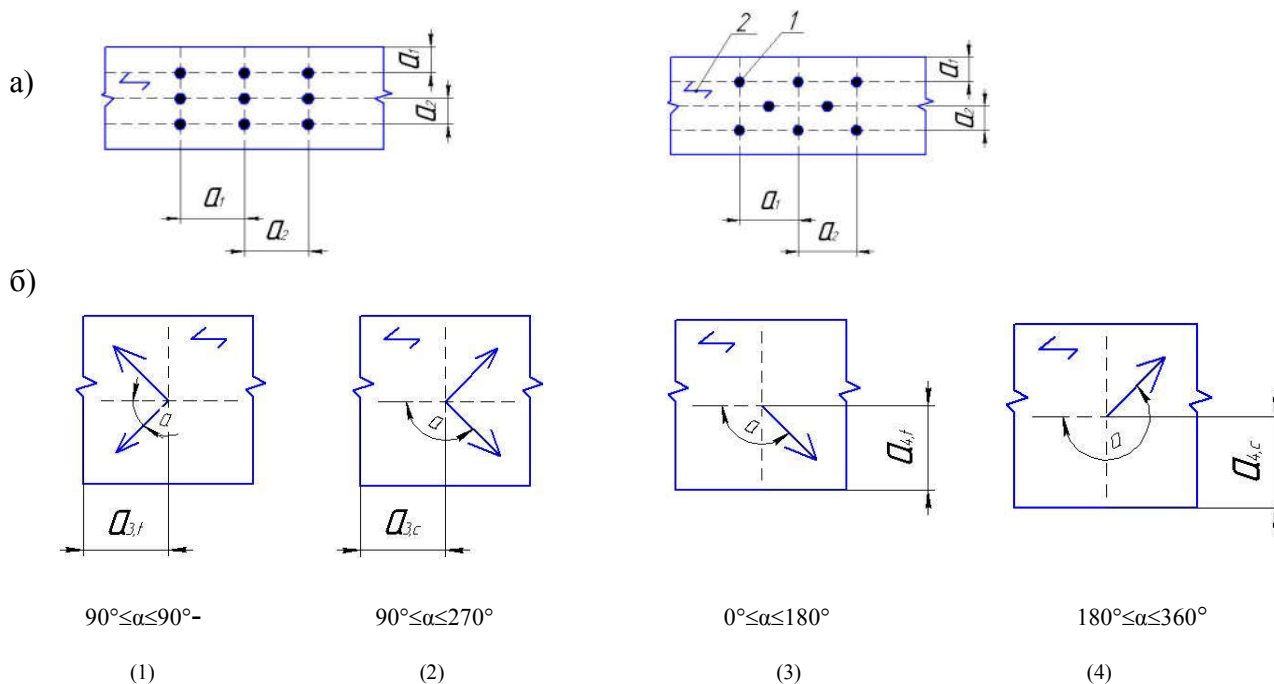 2 1
a₁
a₁
а)
a₂
a₂
a₁
a₁
a₂
a₂
б)
a
a
a
a
a₃,t
a₃,c
a₄,t
a₄,c
90°≤α≤90°-
90°≤α≤270°
0°≤α≤180°
180°≤α≤360°
(1)
(2)
(3)
(4)